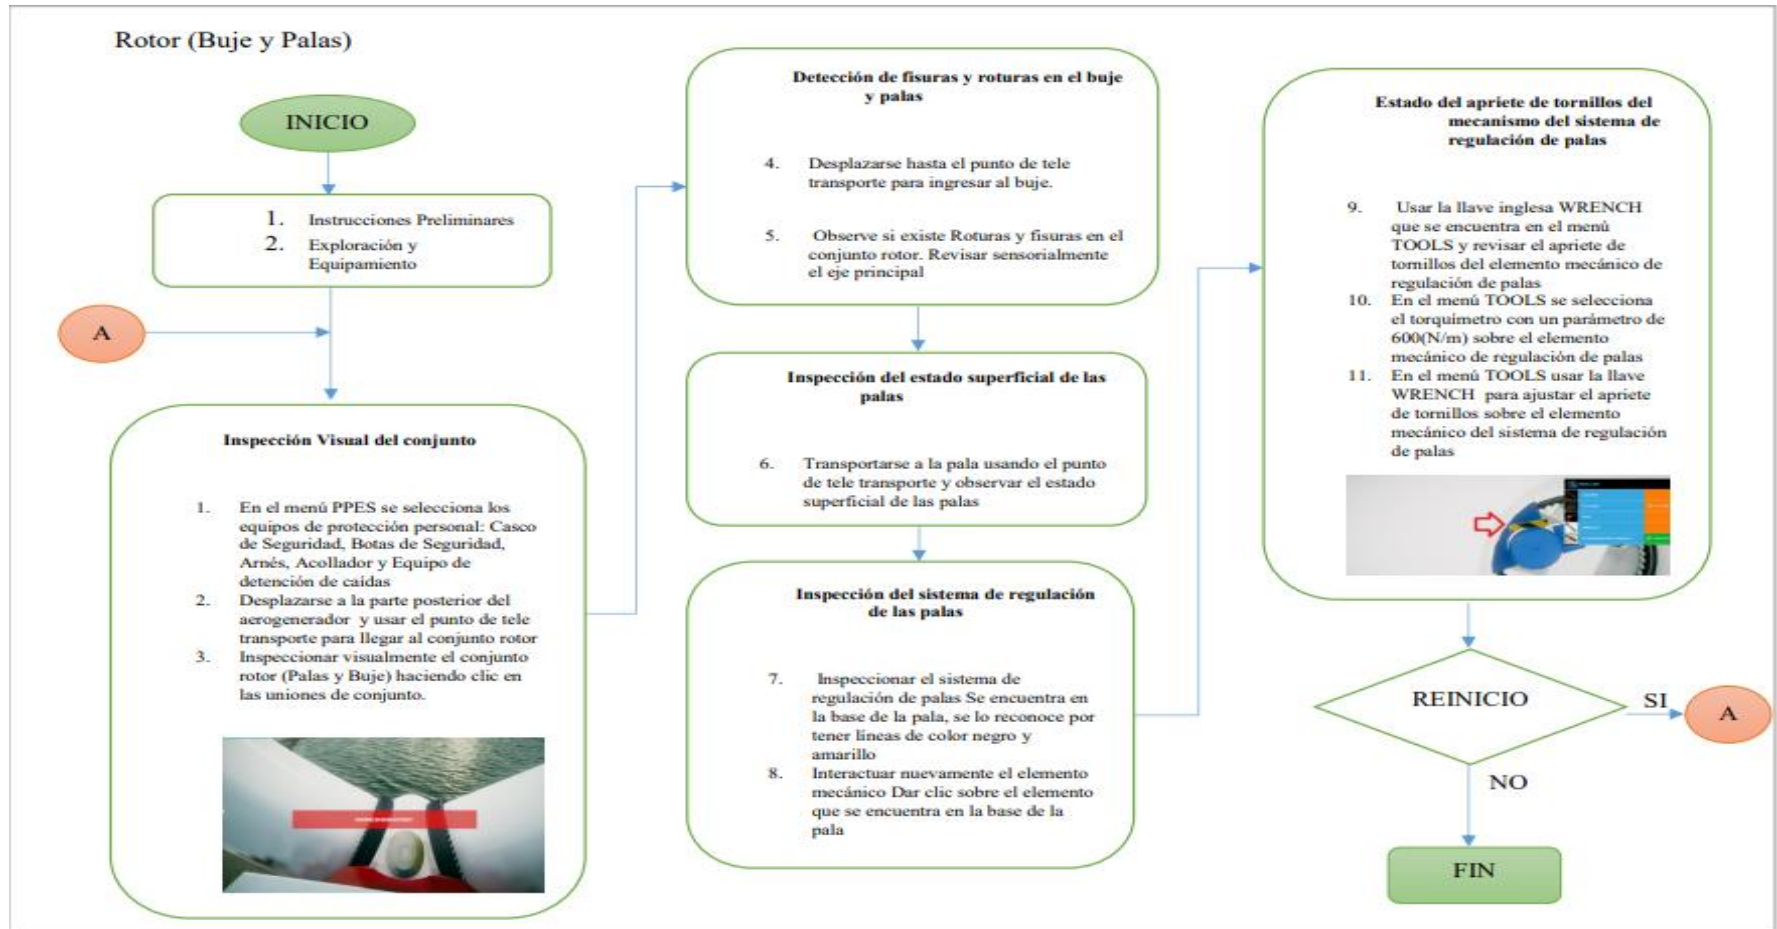 Rotor (Buje y Palas)
INICIO
1. Instrucciones Preliminares
2. Exploración y
Equipamiento
A
Inspección Visual del conjunto
1. En el menú PPES se selecciona los
equipos de protección personal: Casco
de Seguridad, Botas de Seguridad,
Arnés, Acollador y Equipo de
detención de caídas
2. Desplazarse a la parte posterior del
aerogenerador y usar el punto de tele
transporte para llegar al conjunto rotor
3. Inspeccionar visualmente el conjunto
rotor (Palas y Buje) haciendo clic en
las uniones de conjunto.
Detección de fisuras y roturas en el buje
y palas
4. Desplazarse hasta el punto de tele
transporte para ingresar al buje.
5. Observe si existe Roturas y fisuras en el
conjunto rotor. Revisar sensorialmente
el eje principal
Inspección del estado superficial de las
palas
6. Transportarse a la pala usando el punto
de tele transporte y observar el estado
superficial de las palas
Inspección del sistema de regulación
de las palas
7. Inspeccionar el sistema de
regulación de palas Se encuentra en
la base de la pala, se lo reconoce por
tener líneas de color negro y
amarillo
8. Interactuar nuevamente el elemento
mecánico Dar clic sobre el elemento
que se encuentra en la base de la
pala
Estado del apriete de tornillos del
mecanismo del sistema de
regulación de palas
9. Usar la llave inglesa WRENCH
que se encuentra en el menú
TOOLS y revisar el apriete de
tornillos del elemento mecánico de
regulación de palas
10. En el menú TOOLS se selecciona
el torquímetro con un parámetro de
600(N/m) sobre el elemento
mecánico de regulación de palas
11. En el menú TOOLS usar la llave
WRENCH para ajustar el apriete
de tornillos sobre el elemento
mecánico del sistema de regulación
de palas
REINICIO
SI
A
NO
FIN